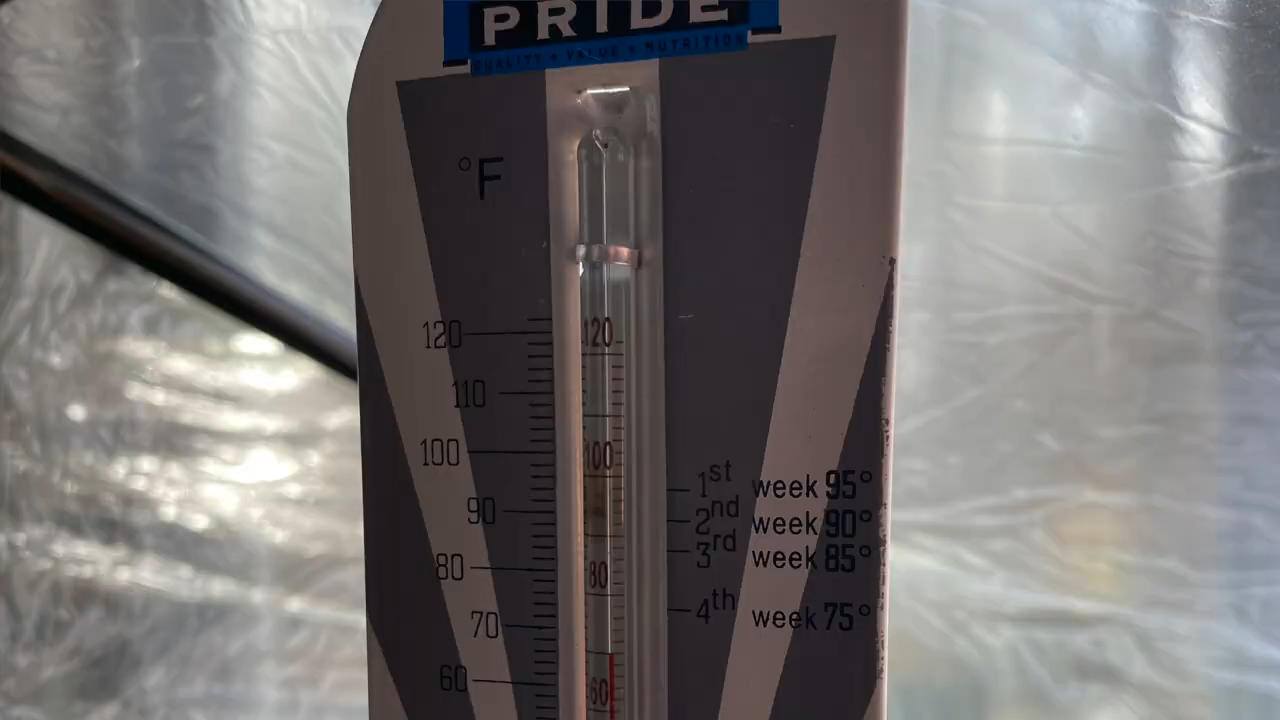 PRIDE
QUALITY + VALUE + NUTRITION
°F
120 120
110
100 100
1st week 95°
90
2nd week 90°
3rd week 85°
80 80
4th week 75°
70
60 60